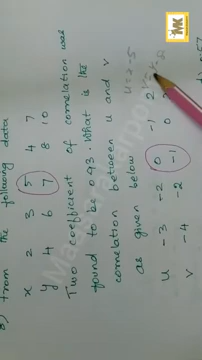 8) From the following data
x 2 3 5 4 7
y 4 6 7 8 10
Two coefficient of correlation was
found to be 0.93. What is the
correlation between u and v
as given below
u -3 -2 0 -1 2
v -4 -2 -1 0
MK